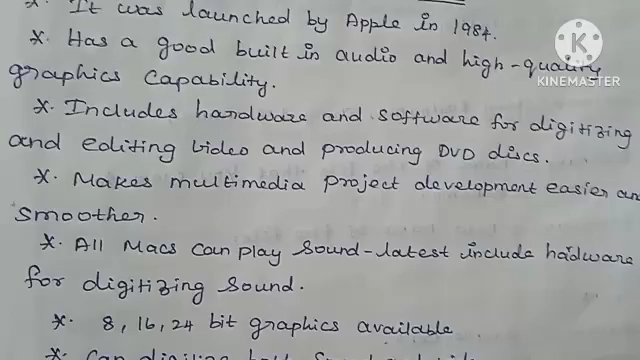 *. It was launched by Apple in 1984.
*. Has a good built in audio and high-quality
graphics capability.
*. Includes hardware and software for digitizing
and editing video and producing DVD discs.
*. Makes multimedia project development easier an
smoother.
*. All Macs can play sound-latest include hardware
for digitizing sound.
*. 8, 16, 24 bit graphics available
*. Can
KINEMASTER